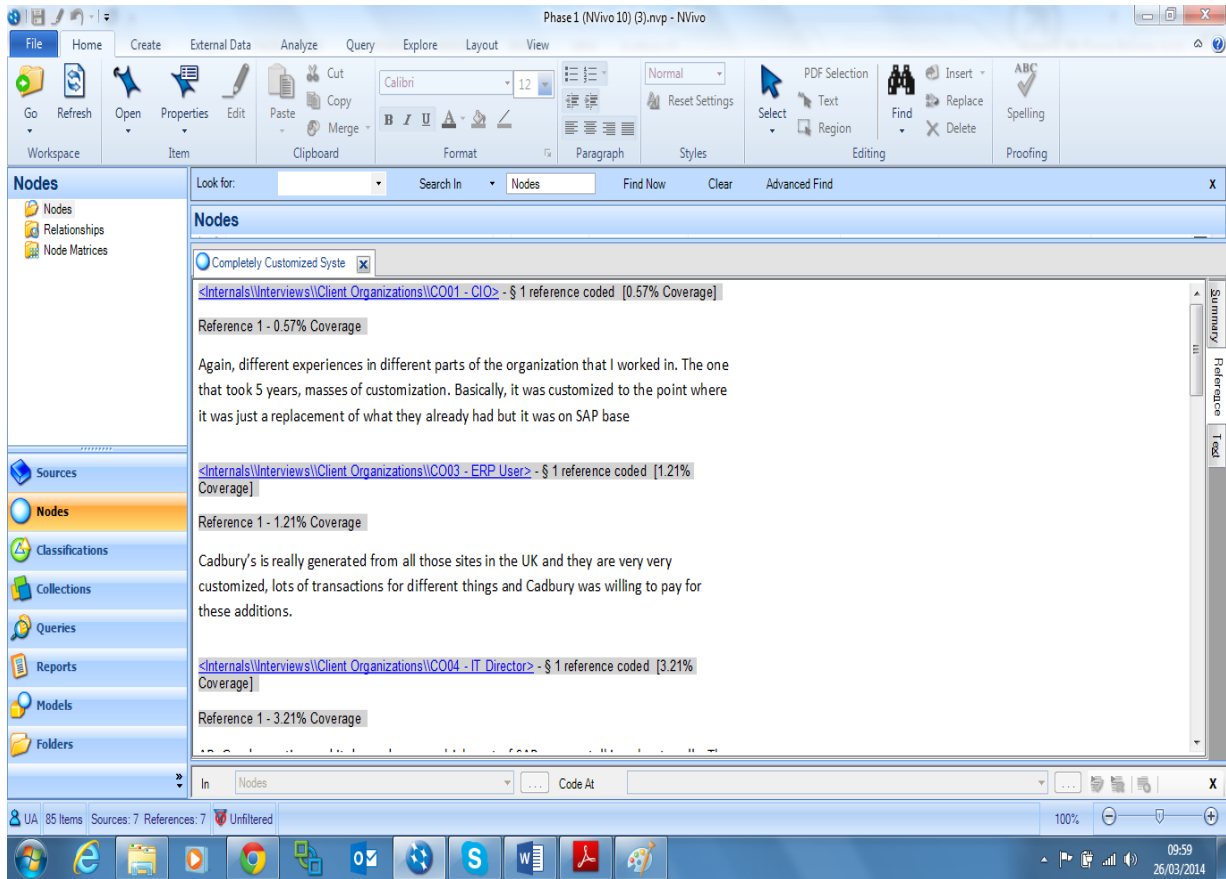 Phase 1 (NVivo 10) (3).nvp - NVivo
File Home Create External Data Analyze Query Explore Layout View
Go Refresh Open Properties Edit Paste Cut Copy Merge Calibri 12 B I U Normal Reset Settings Select PDF Selection Text Region Find Insert Replace Delete ABC Spelling
Workspace Item Clipboard Format Paragraph Styles Editing Proofing
Nodes
Nodes
Relationships
Node Matrices
Sources
Nodes
Classifications
Collections
Queries
Reports
Models
Folders
Look for: Search In Nodes Find Now Clear Advanced Find X
Nodes
Completely Customized Syste
<Internals\\Interviews\\Client Organizations\\CO01 - CIO> - § 1 reference coded [0.57% Coverage]
Reference 1 - 0.57% Coverage
Again, different experiences in different parts of the organization that I worked in. The one
that took 5 years, masses of customization. Basically, it was customized to the point where
it was just a replacement of what they already had but it was on SAP base
<Internals\\Interviews\\Client Organizations\\CO03 - ERP User> - § 1 reference coded [1.21%
Coverage]
Reference 1 - 1.21% Coverage
Cadbury's is really generated from all those sites in the UK and they are very very
customized, lots of transactions for different things and Cadbury was willing to pay for
these additions.
<Internals\\Interviews\\Client Organizations\\CO04 - IT Director> - § 1 reference coded [3.21%
Coverage]
Reference 1 - 3.21% Coverage
Summary
Reference
Text
In Nodes ... Code At ... X
UA 85 Items Sources: 7 References: 7 Unfiltered 100%
09:59
26/03/2014